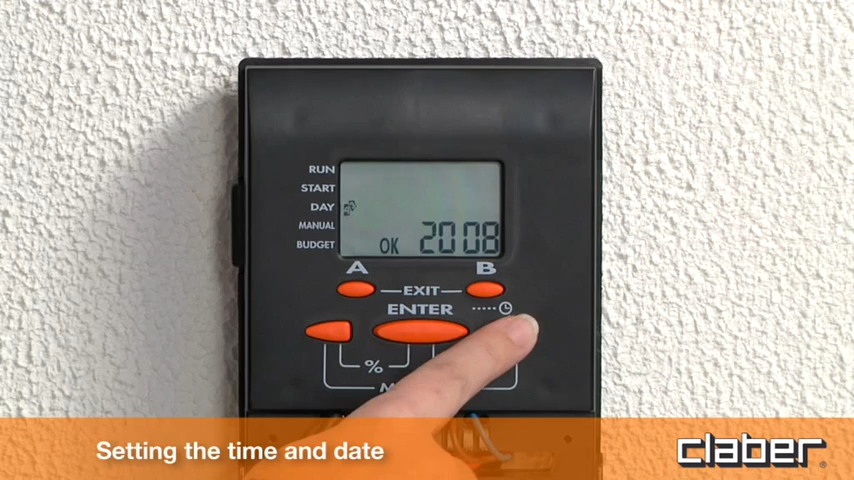 RUN
START
DAY
MANUAL
BUDGET
OK 2008
A B
EXIT
ENTER
%
Setting the time and date
claber®